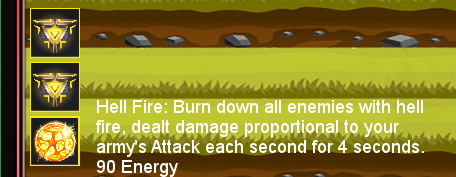 Hell Fire: Burn down all enemies with hell
fire, dealt damage proportional to your
army's Attack each second for 4 seconds.
90 Energy